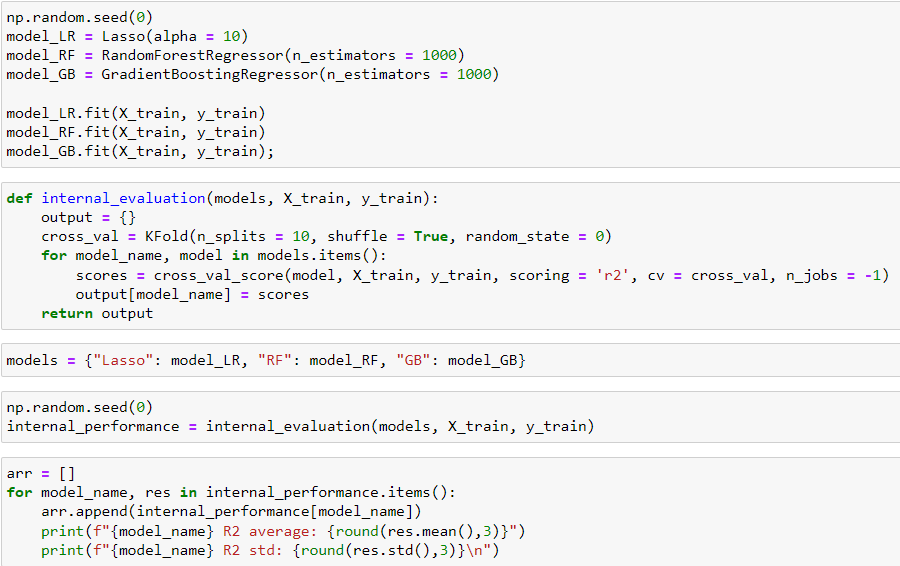 np.random.seed(0)
model_LR = Lasso(alpha = 10)
model_RF = RandomForestRegressor(n_estimators = 1000)
model_GB = GradientBoostingRegressor(n_estimators = 1000)

model_LR.fit(X_train, y_train)
model_RF.fit(X_train, y_train)
model_GB.fit(X_train, y_train);

def internal_evaluation(models, X_train, y_train):
    output = {}
    cross_val = KFold(n_splits = 10, shuffle = True, random_state = 0)
    for model_name, model in models.items():
        scores = cross_val_score(model, X_train, y_train, scoring = 'r2', cv = cross_val, n_jobs = -1)
        output[model_name] = scores
    return output

models = {"Lasso": model_LR, "RF": model_RF, "GB": model_GB}

np.random.seed(0)
internal_performance = internal_evaluation(models, X_train, y_train)

arr = []
for model_name, res in internal_performance.items():
    arr.append(internal_performance[model_name])
    print(f"{model_name} R2 average: {round(res.mean(),3)}")
    print(f"{model_name} R2 std: {round(res.std(),3)}\n")